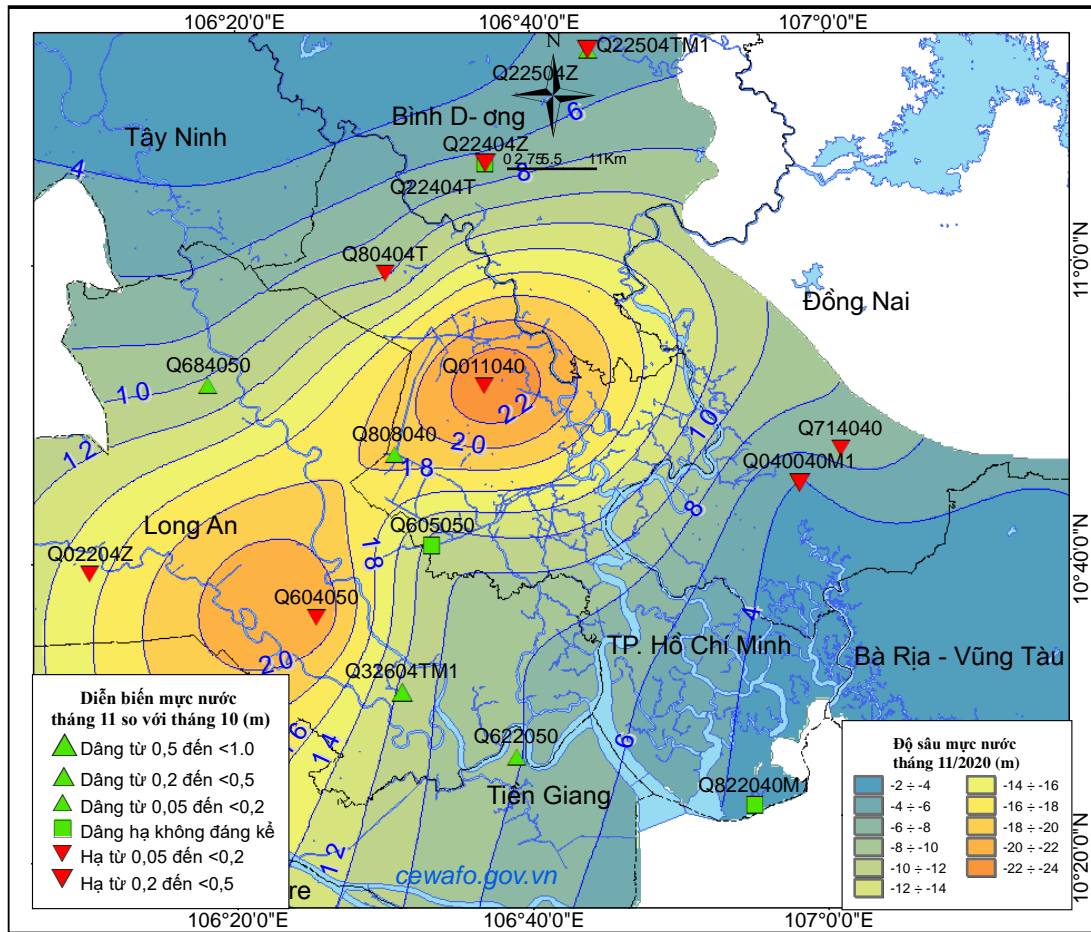 106°20'0"E
106°40'0"E
107°0'0"E
N
Q22504TM1
Q22504Z
Bình D- ơng
6
Tây Ninh
Q22404Z
0 2,755.5 11Km
4
8
Q22404T
Q80404T
11°0'0"N
Đồng Nai
Q684050
Q011040
10
22
10
Q808040
20
Q714040
12
18
Q040040M1
8
Long An
Q605050
Q02204Z
18
10°40'0"N
Q604050
4
TP. Hồ Chí Minh
20
Bà Rịa - Vũng Tàu
Q32604TM1
16
14
6
Q622050
Q822040M1
Tiền Giang
12
cewafo.gov.vn
re
10°20'0"N
Diễn biến mực nước
tháng 11 so với tháng 10 (m)
Dâng từ 0,5 đến <1.0
Dâng từ 0,2 đến <0,5
Dâng từ 0,05 đến <0,2
Dâng hạ không đáng kể
Hạ từ 0,05 đến <0,2
Hạ từ 0,2 đến <0,5
Độ sâu mực nước
tháng 11/2020 (m)
-2 ÷ -4
-4 ÷ -6
-6 ÷ -8
-8 ÷ -10
-10 ÷ -12
-12 ÷ -14
-14 ÷ -16
-16 ÷ -18
-18 ÷ -20
-20 ÷ -22
-22 ÷ -24
106°20'0"E
106°40'0"E
107°0'0"E